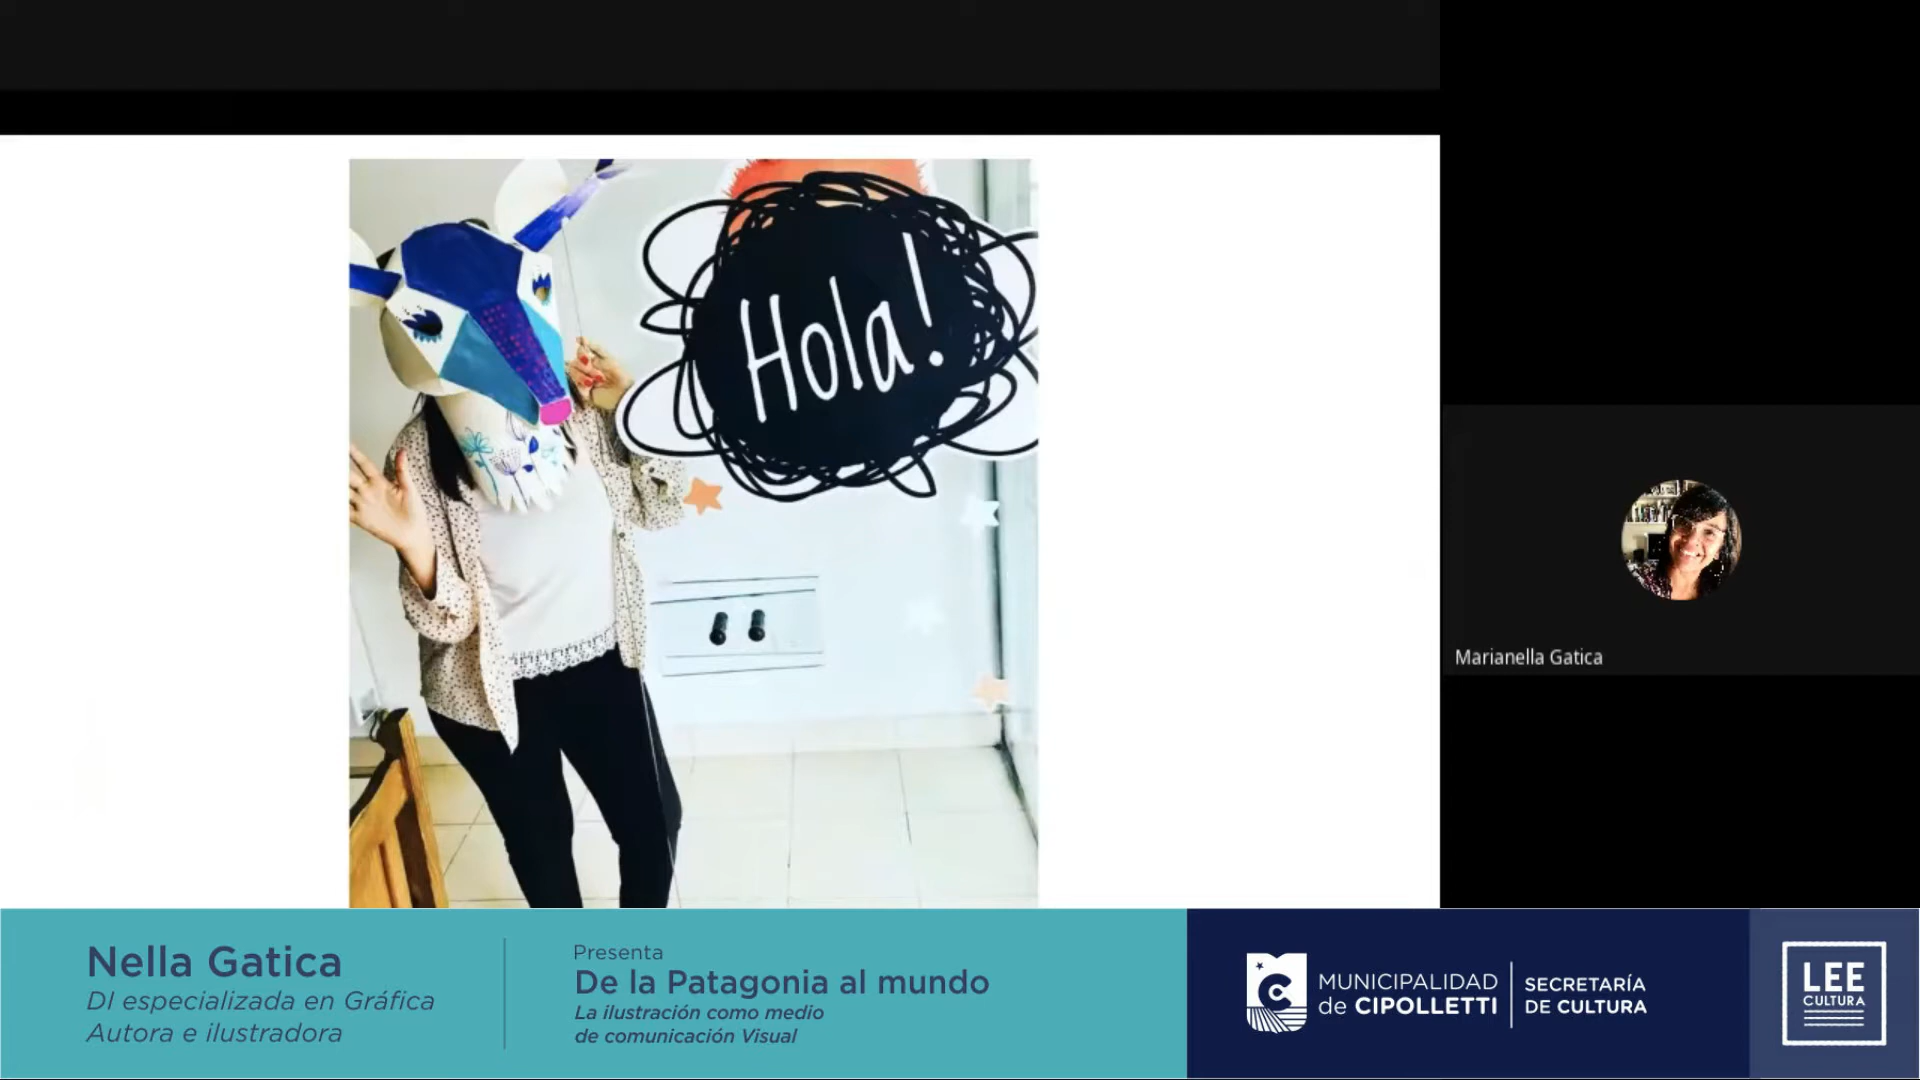 Hola!
Marianella Gatica
Nella Gatica
DI especializada en Gráfica
Autora e ilustradora
Presenta
De la Patagonia al mundo
La ilustración como medio
de comunicación Visual
MUNICIPALIDAD
de CIPOLLETTI
SECRETARÍA
DE CULTURA
LEE
CULTURA